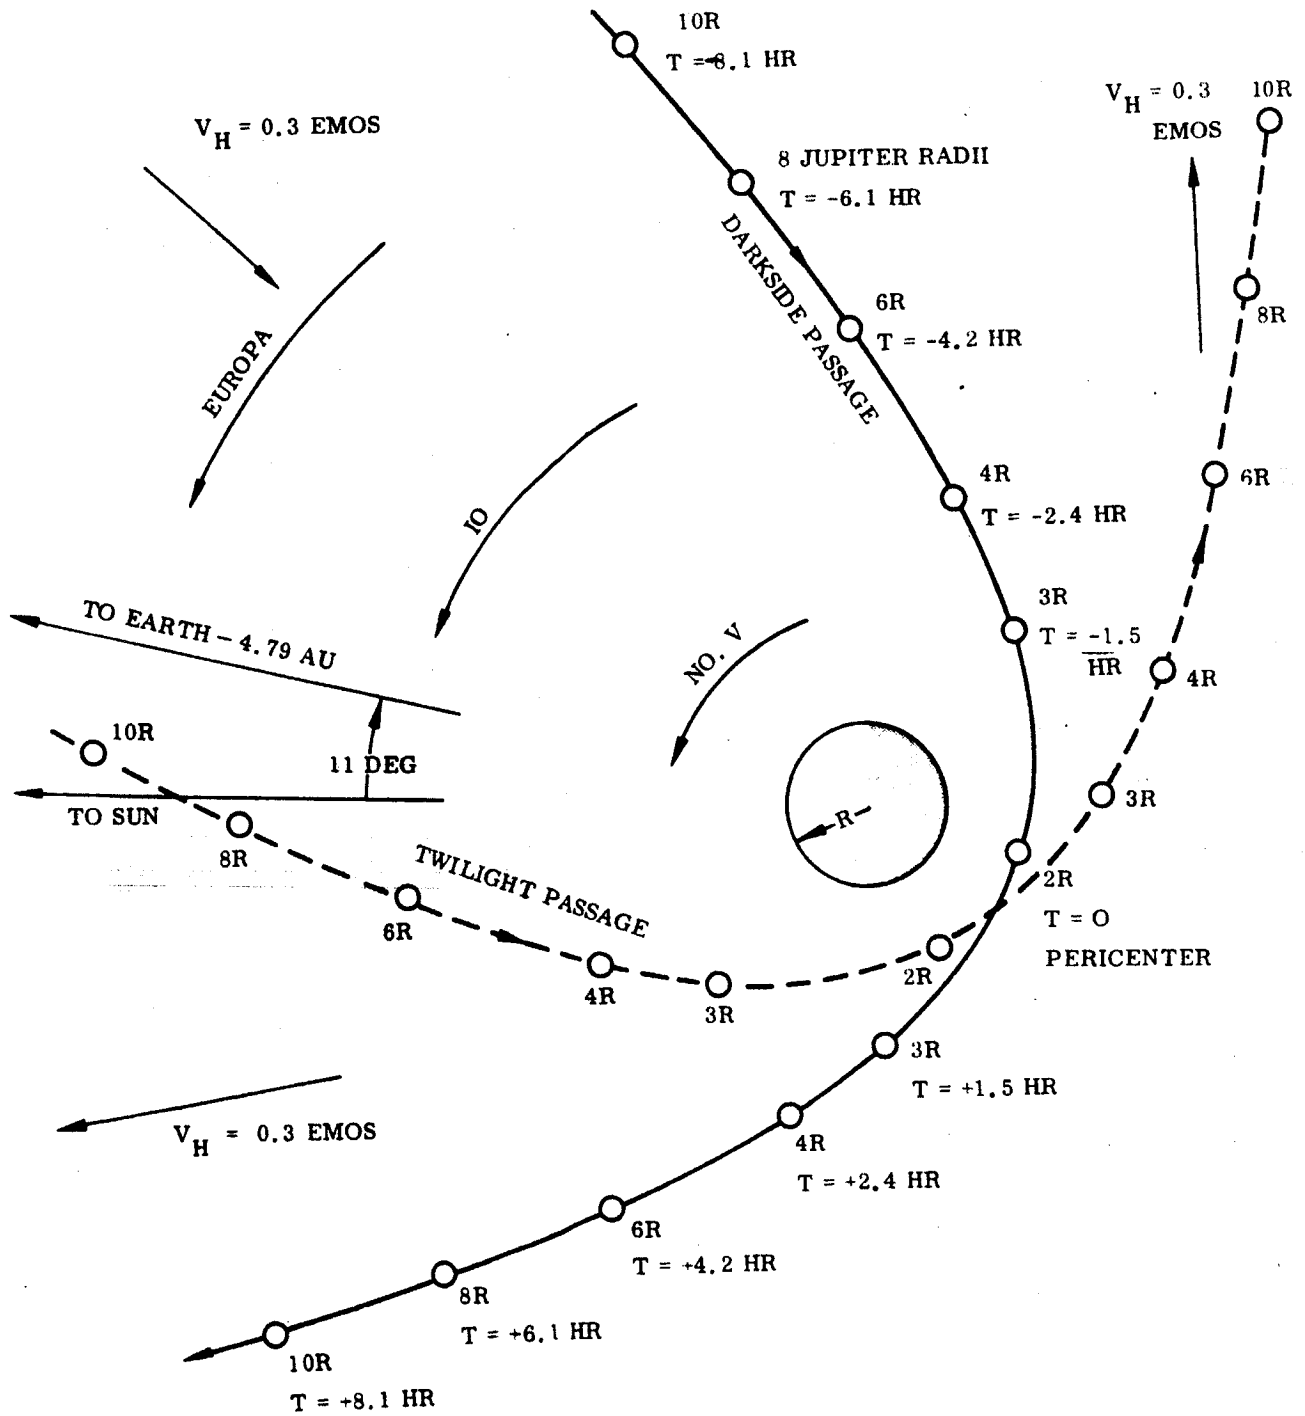 10R
T = -8.1 HR
V_H = 0.3
EMOS
10R
V_H = 0.3 EMOS
8 JUPITER RADII
T = -6.1 HR
DARKSIDE PASSAGE
6R
T = -4.2 HR
8R
EUROPA
IO
4R
T = -2.4 HR
6R
TO EARTH - 4.79 AU
NO. V
3R
T = -1.5
HR
4R
10R
11 DEG
TO SUN
R
3R
8R
TWILIGHT PASSAGE
6R
4R
3R
2R
2R
T = O
PERICENTER
3R
T = +1.5 HR
V_H = 0.3 EMOS
4R
T = +2.4 HR
6R
T = +4.2 HR
8R
T = +6.1 HR
10R
T = +8.1 HR